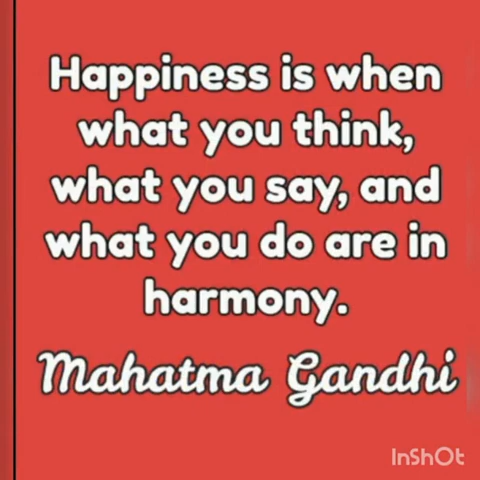 Happiness is when
what you think,
what you say, and
what you do are in
harmony.
Mahatma Gandhi
InShOt